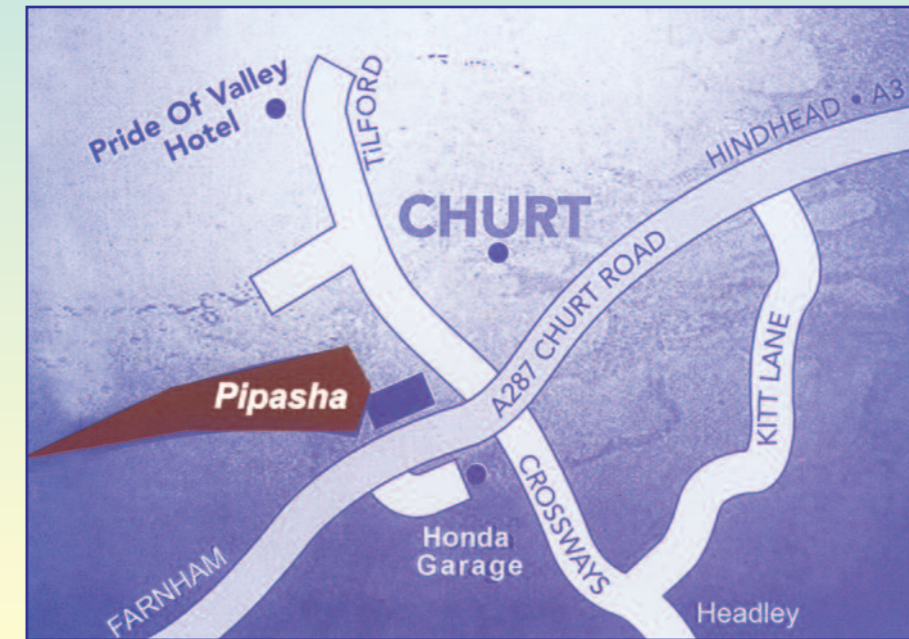 Pride Of Valley
Hotel
TiLFORD
HINDHEAD • A3
CHURT
A287 CHURT ROAD
KITT LANE
Pipasha
CROSSWAYS
Honda
Garage
FARNHAM
Headley